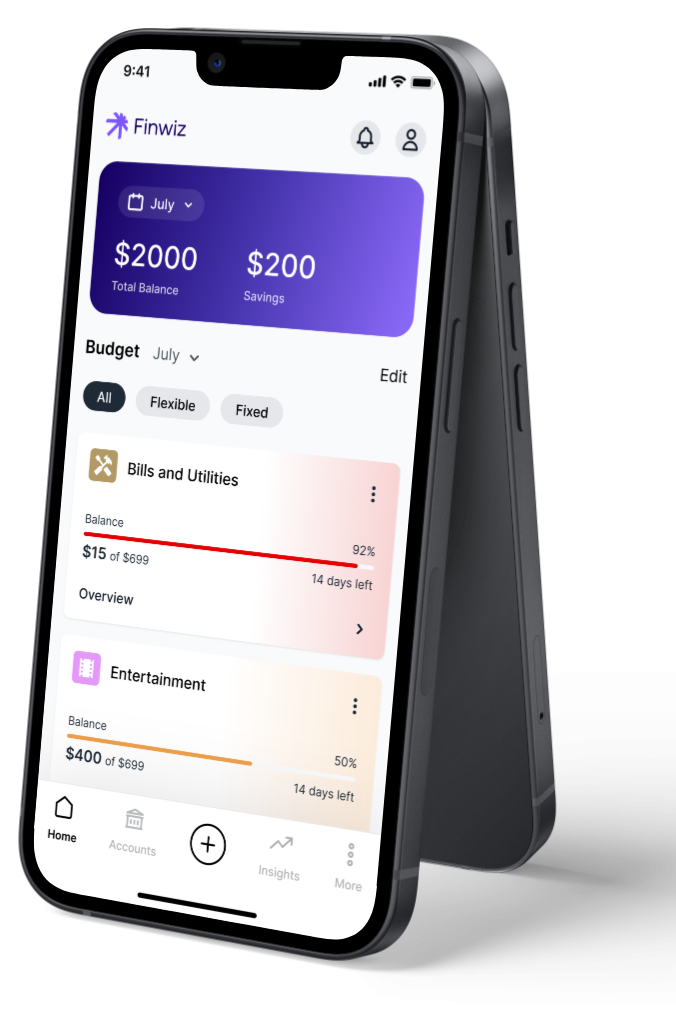 9:41
Finwiz
July
$2000 $200
Total Balance Savings
Budget July Edit
All Flexible Fixed
Bills and Utilities
Balance 92%
$15 of $699 14 days left
Overview
Entertainment
Balance 50%
$400 of $699 14 days left
Home Accounts Insights More